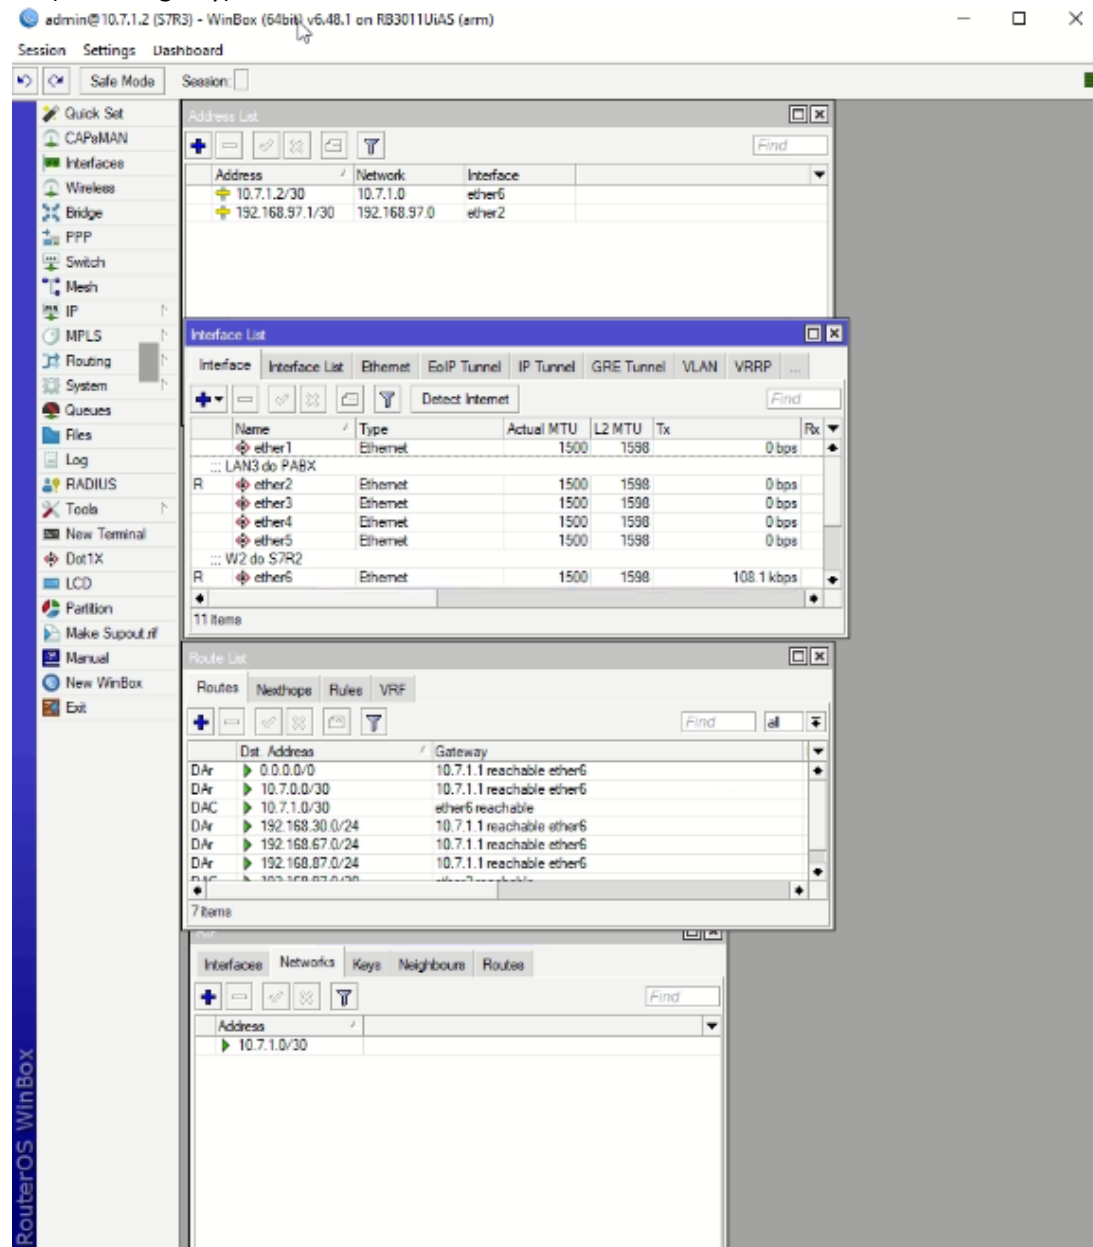 admin@10.7.1.2 (S7R3) - WinBox (64bit) v6.48.1 on RB3011UiAS (arm)
Session Settings Dashboard
Safe Mode Session:
Quick Set
CAPsMAN
Interfaces
Wireless
Bridge
PPP
Switch
Mesh
IP
MPLS
Routing
System
Queues
Files
Log
RADIUS
Tools
New Terminal
Dot1X
LCD
Partition
Make Supout.rif
Manual
New WinBox
Exit
RouterOS WinBox
Address List
Find
Address Network Interface
10.7.1.2/30 10.7.1.0 ether6
192.168.97.1/30 192.168.97.0 ether2
Interface List
Interface Interface List Ethernet EoIP Tunnel IP Tunnel GRE Tunnel VLAN VRRP ...
Detect Internet Find
Name Type Actual MTU L2 MTU Tx Rx
ether1 Ethernet 1500 1598 0 bps
::: LAN3 do PABX
R ether2 Ethernet 1500 1598 0 bps
ether3 Ethernet 1500 1598 0 bps
ether4 Ethernet 1500 1598 0 bps
ether5 Ethernet 1500 1598 0 bps
::: W2 do S7R2
R ether6 Ethernet 1500 1598 108.1 kbps
11 items
Route List
Routes Nexthops Rules VRF
Find all
Dst. Address Gateway
DAr 0.0.0.0/0 10.7.1.1 reachable ether6
DAr 10.7.0.0/30 10.7.1.1 reachable ether6
DAC 10.7.1.0/30 ether6 reachable
DAr 192.168.30.0/24 10.7.1.1 reachable ether6
DAr 192.168.67.0/24 10.7.1.1 reachable ether6
DAr 192.168.87.0/24 10.7.1.1 reachable ether6
DAC 192.168.97.0/30 ether2 reachable
7 items
Interfaces Networks Keys Neighbours Routes
Find
Address
10.7.1.0/30